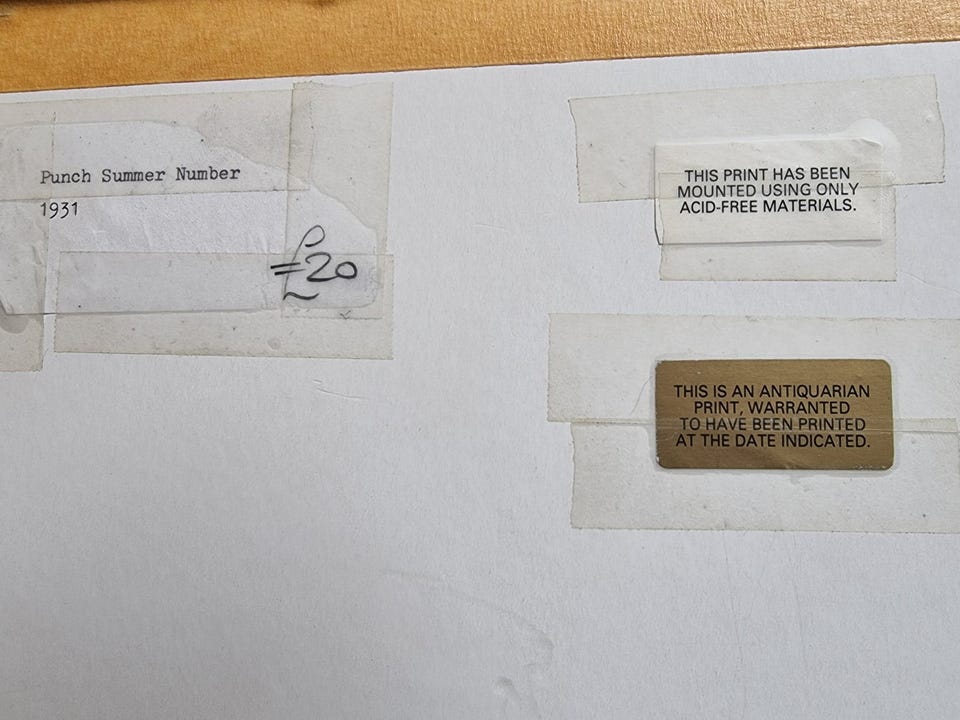 Punch Summer Number
1931
£20
THIS PRINT HAS BEEN
MOUNTED USING ONLY
ACID-FREE MATERIALS.
THIS IS AN ANTIQUARIAN
PRINT, WARRANTED
TO HAVE BEEN PRINTED
AT THE DATE INDICATED.